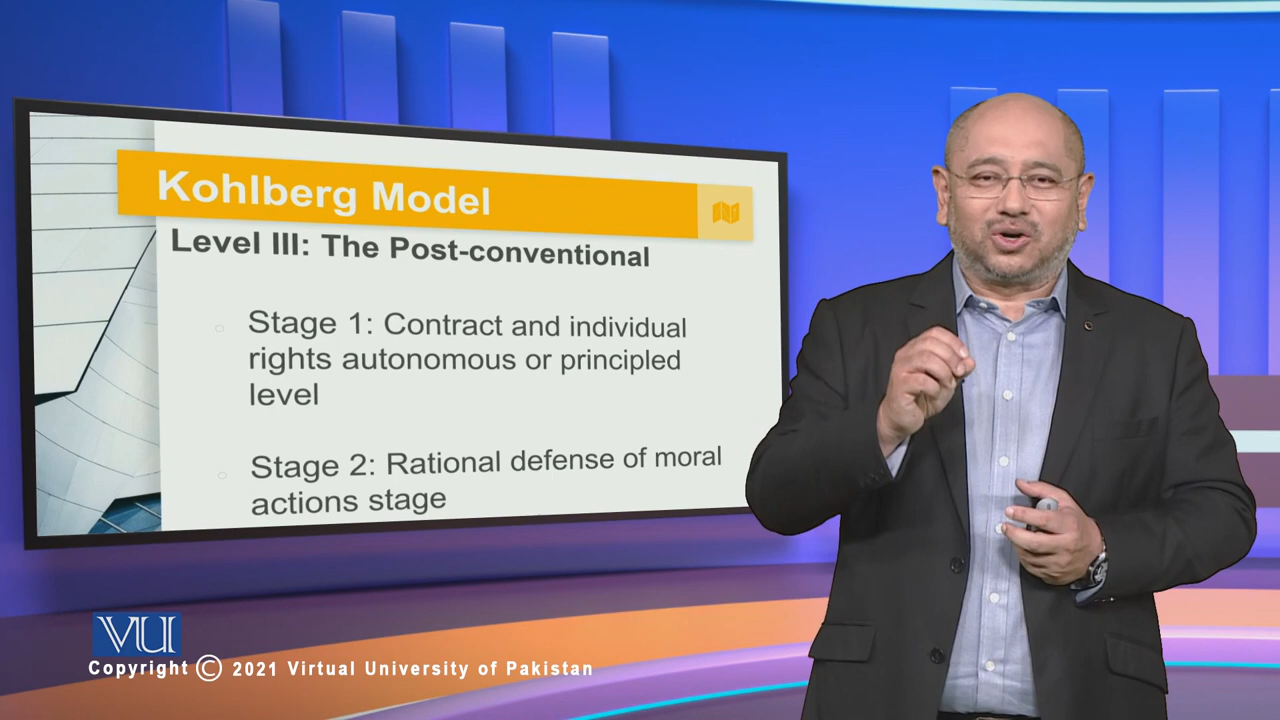 Kohlberg Model
Level III: The Post-conventional
Stage 1: Contract and individual
rights autonomous or principled
level
Stage 2: Rational defense of moral
actions stage
VU
Copyright © 2021 Virtual University of Pakistan